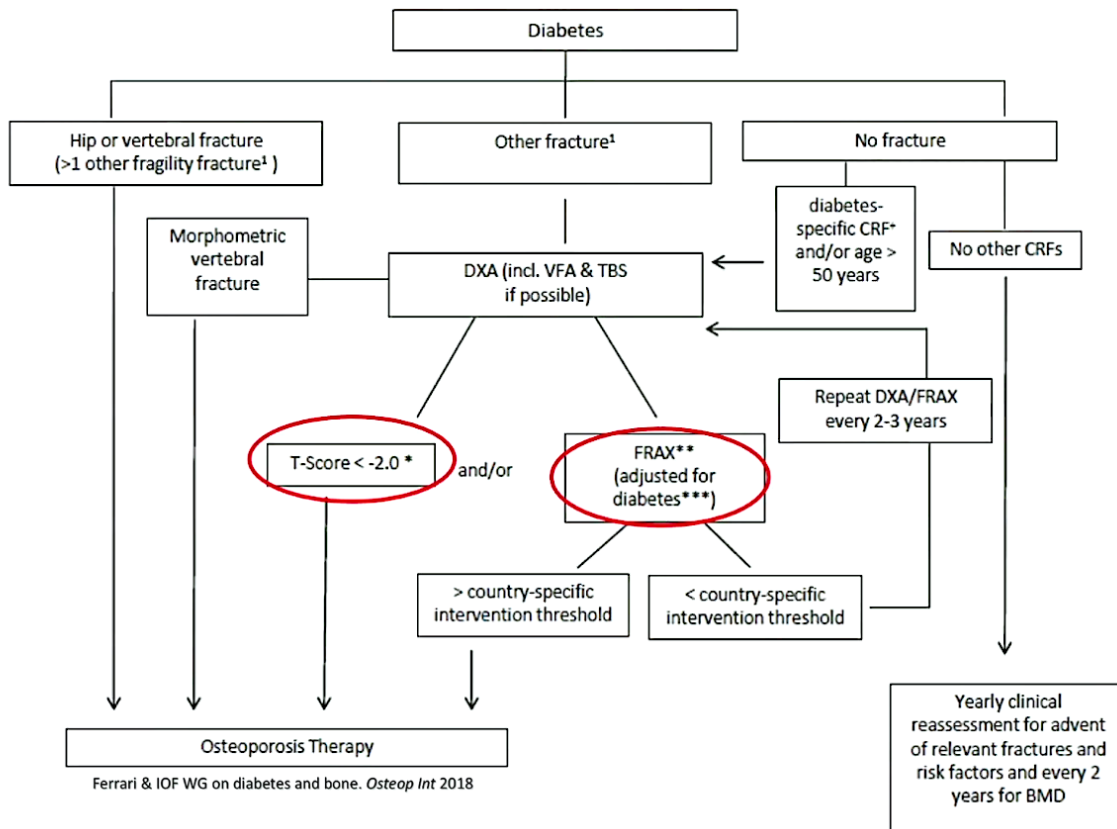 Diabetes
Hip or vertebral fracture
(>1 other fragility fracture¹ )
Other fracture¹
No fracture
Morphometric
vertebral
fracture
DXA (incl. VFA & TBS
if possible)
diabetes-
specific CRF⁺
and/or age >
50 years
No other CRFs
Repeat DXA/FRAX
every 2-3 years
T-Score < -2.0 *
and/or
FRAX**
(adjusted for
diabetes***)
> country-specific
intervention threshold
< country-specific
intervention threshold
Osteoporosis Therapy
Yearly clinical
reassessment for advent
of relevant fractures and
risk factors and every 2
years for BMD
Ferrari & IOF WG on diabetes and bone. Osteop Int 2018